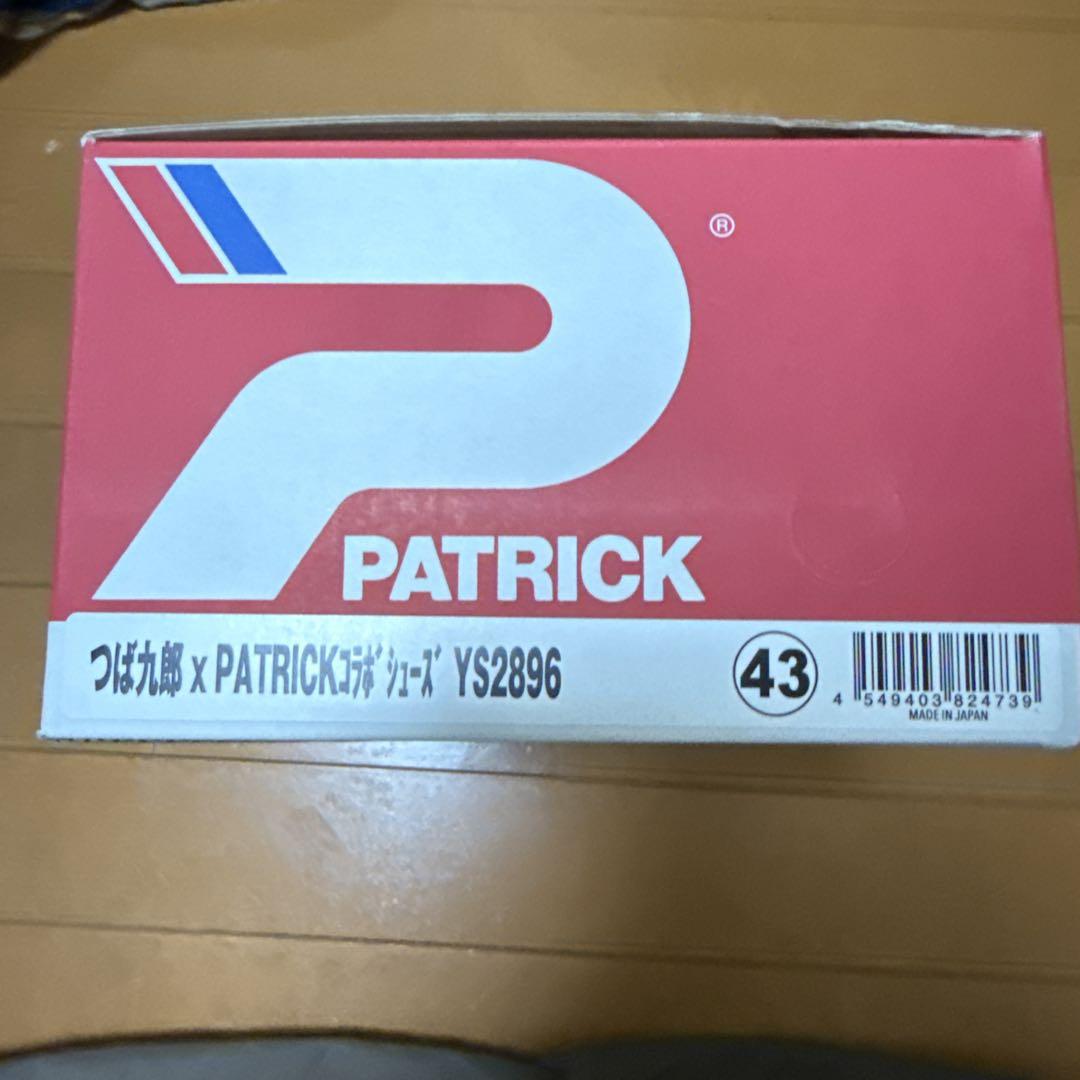 ®
PATRICK
つば九郎 x PATRICKｺﾗﾎﾞｼｭｰｽﾞ YS2896
43
4 549403 824739
MADE IN JAPAN